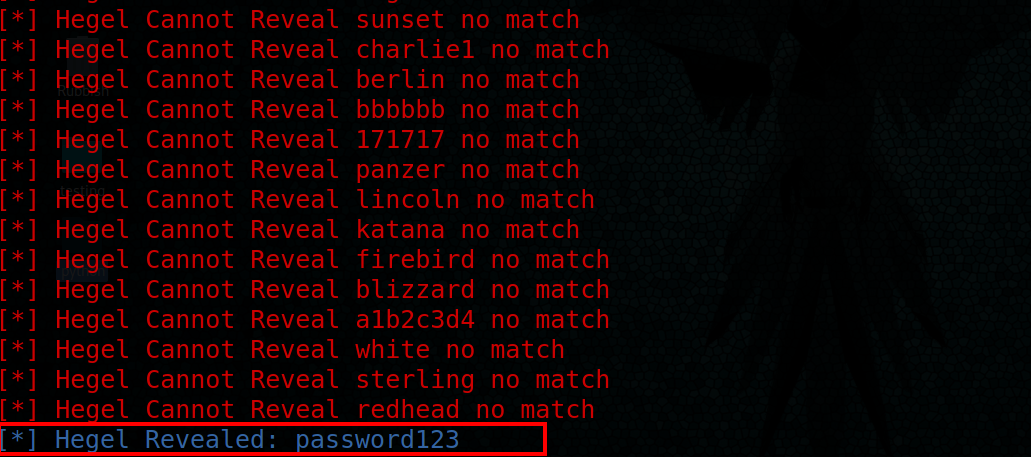 [*] Hegel Cannot Reveal sunset no match
[*] Hegel Cannot Reveal charlie1 no match
[*] Hegel Cannot Reveal berlin no match
[*] Hegel Cannot Reveal bbbbbb no match
[*] Hegel Cannot Reveal 171717 no match
[*] Hegel Cannot Reveal panzer no match
[*] Hegel Cannot Reveal lincoln no match
[*] Hegel Cannot Reveal katana no match
[*] Hegel Cannot Reveal firebird no match
[*] Hegel Cannot Reveal blizzard no match
[*] Hegel Cannot Reveal a1b2c3d4 no match
[*] Hegel Cannot Reveal white no match
[*] Hegel Cannot Reveal sterling no match
[*] Hegel Cannot Reveal redhead no match
[*] Hegel Revealed: password123